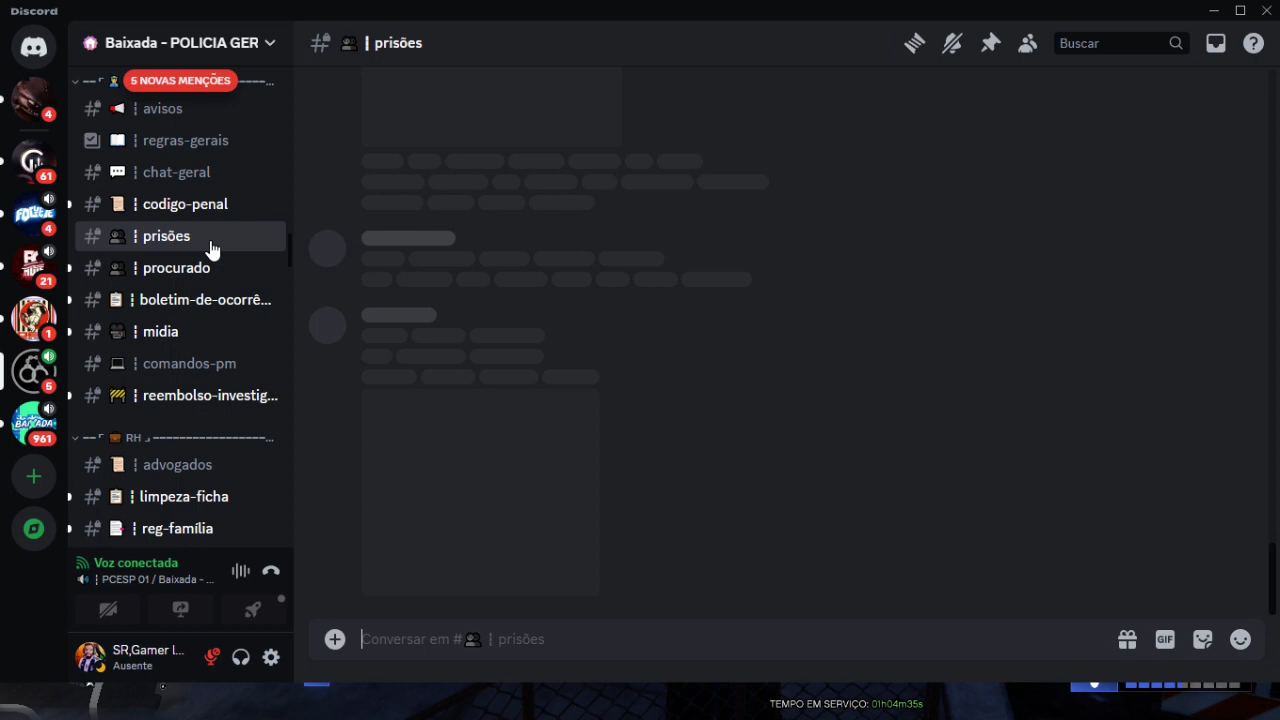 Discord
Baixada - POLICIA GER
┆ prisões
Buscar
5 NOVAS MENÇÕES
┆ avisos
┆ regras-gerais
┆ chat-geral
┆ codigo-penal
┆ prisões
┆ procurado
┆ boletim-de-ocorrê...
┆ midia
┆ comandos-pm
┆ reembolso-investig...
RH
┆ advogados
┆ limpeza-ficha
┆ reg-família
4
61
4
21
1
5
BAIXADA
961
Voz conectada
┆ PCESP 01 / Baixada - ...
SR,Gamer l...
Ausente
Conversar em # ┆ prisões
GIF
TEMPO EM SERVIÇO: 01h04m35s